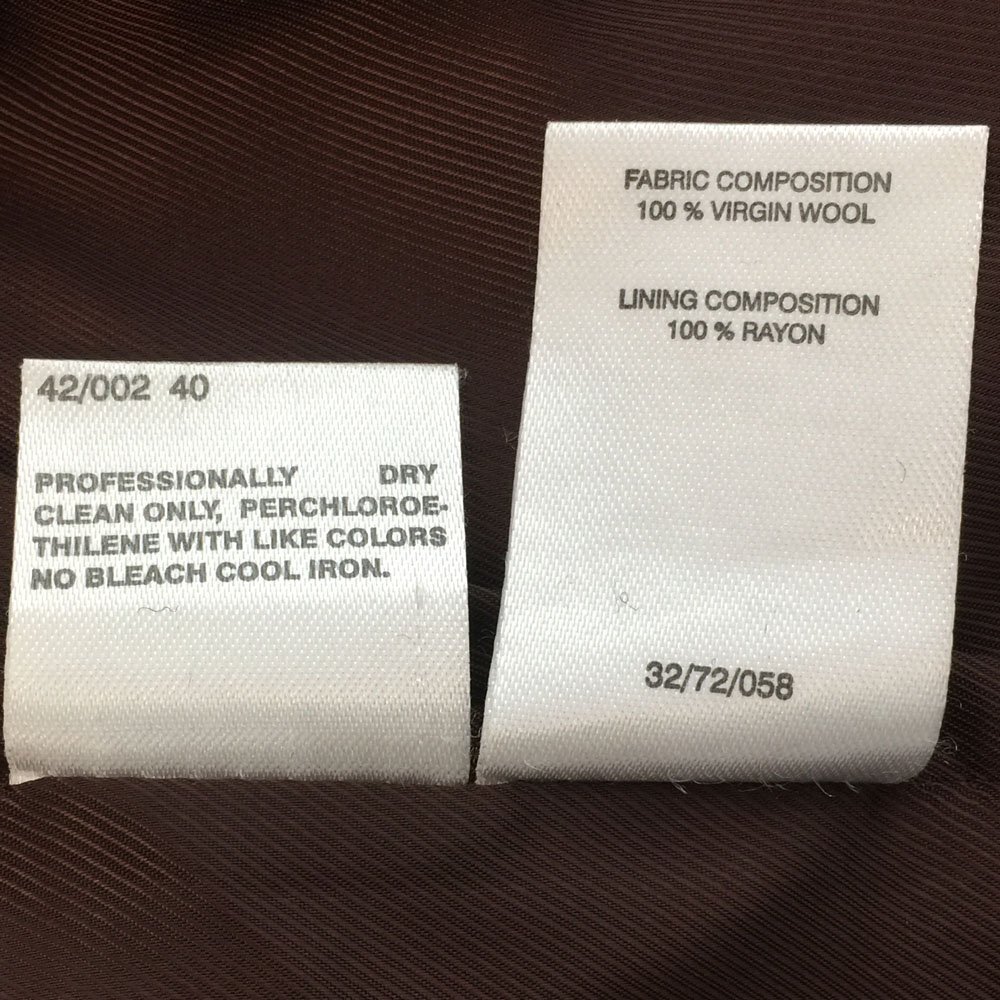 42/002 40
PROFESSIONALLY DRY
CLEAN ONLY, PERCHLOROE-
THILENE WITH LIKE COLORS
NO BLEACH COOL IRON.
FABRIC COMPOSITION
100 % VIRGIN WOOL
LINING COMPOSITION
100 % RAYON
32/72/058